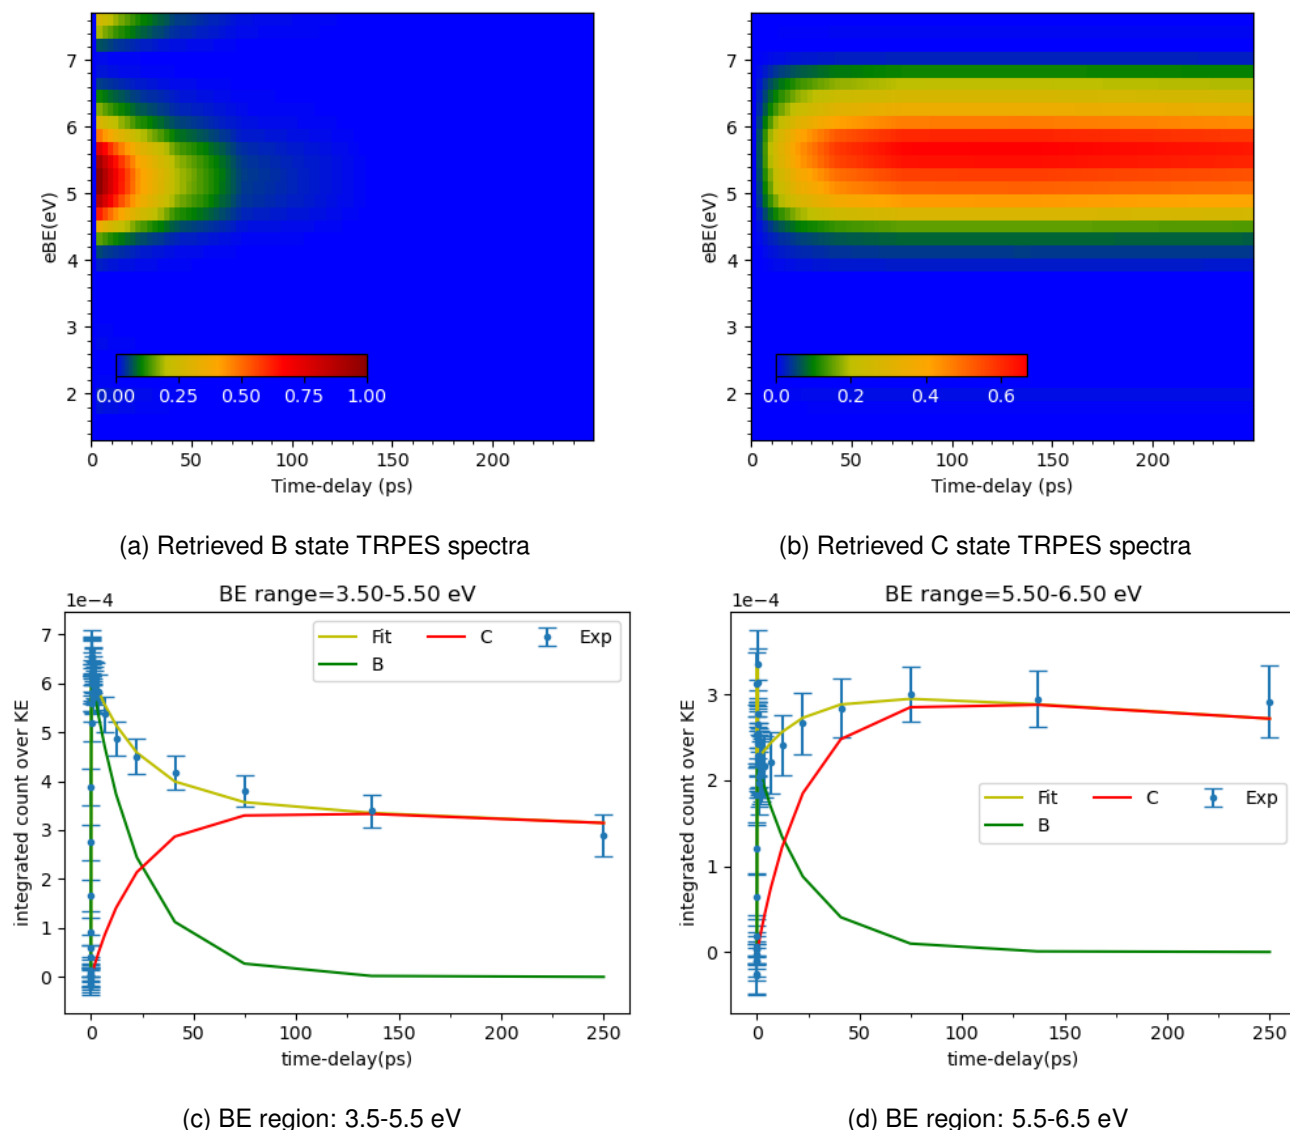 7
6
5
4
3
2
eBE(eV)
0.00 0.25 0.50 0.75 1.00
0 50 100 150 200
Time-delay (ps)
(a) Retrieved B state TRPES spectra
7
6
5
4
3
2
eBE(eV)
0.0 0.2 0.4 0.6
0 50 100 150 200
Time-delay (ps)
(b) Retrieved C state TRPES spectra
1e−4
BE range=3.50-5.50 eV
Fit C Exp
B
7
6
5
4
3
2
1
0
integrated count over KE
0 50 100 150 200 250
time-delay(ps)
(c) BE region: 3.5-5.5 eV
1e−4
BE range=5.50-6.50 eV
3
2
1
0
integrated count over KE
Fit C Exp
B
0 50 100 150 200 250
time-delay(ps)
(d) BE region: 5.5-6.5 eV